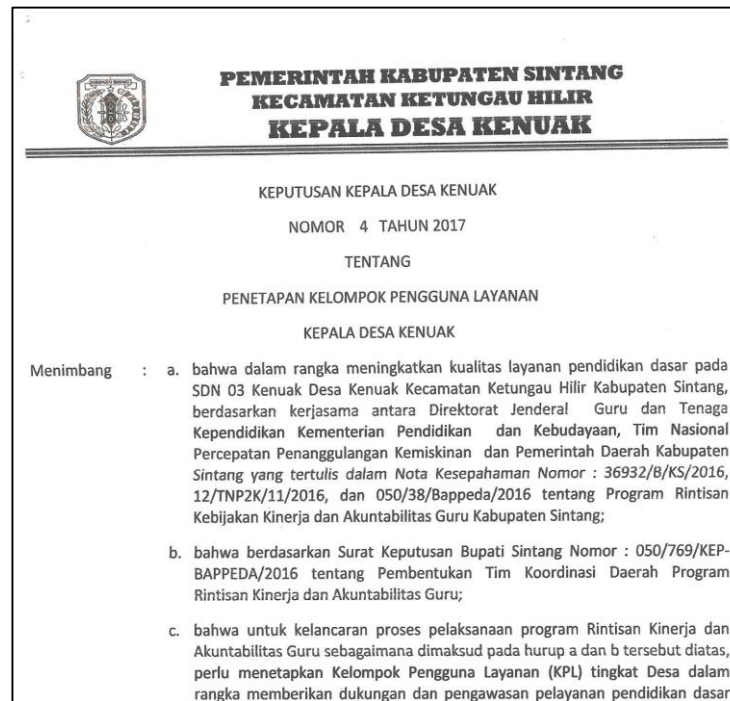 PEMERINTAH KABUPATEN SINTANG
KECAMATAN KETUNGAU HILIR
KEPALA DESA KENUAK
KEPUTUSAN KEPALA DESA KENUAK
NOMOR 4 TAHUN 2017
TENTANG
PENETAPAN KELOMPOK PENGGUNA LAYANAN
KEPALA DESA KENUAK
Menimbang : a. bahwa dalam rangka meningkatkan kualitas layanan pendidikan dasar pada
SDN 03 Kenuak Desa Kenuak Kecamatan Ketungau Hilir Kabupaten Sintang,
berdasarkan kerjasama antara Direktorat Jenderal Guru dan Tenaga
Kependidikan Kementerian Pendidikan dan Kebudayaan, Tim Nasional
Percepatan Penanggulangan Kemiskinan dan Pemerintah Daerah Kabupaten
Sintang yang tertulis dalam Nota Kesepahaman Nomor : 36932/B/KS/2016,
12/TNP2K/11/2016, dan 050/38/Bappeda/2016 tentang Program Rintisan
Kebijakan Kinerja dan Akuntabilitas Guru Kabupaten Sintang;
b. bahwa berdasarkan Surat Keputusan Bupati Sintang Nomor : 050/769/KEP-
BAPPEDA/2016 tentang Pembentukan Tim Koordinasi Daerah Program
Rintisan Kinerja dan Akuntabilitas Guru;
c. bahwa untuk kelancaran proses pelaksanaan program Rintisan Kinerja dan
Akuntabilitas Guru sebagaimana dimaksud pada hurup a dan b tersebut diatas,
perlu menetapkan Kelompok Pengguna Layanan (KPL) tingkat Desa dalam
rangka memberikan dukungan dan pengawasan pelayanan pendidikan dasar